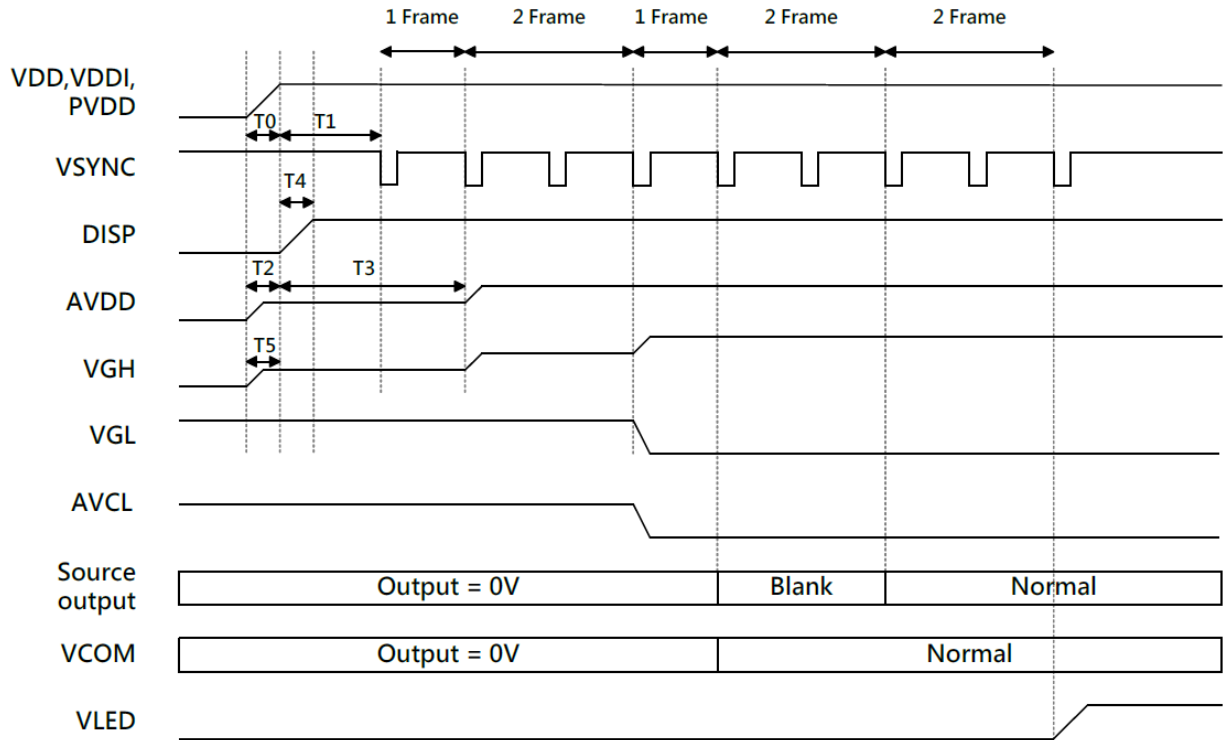 1 Frame 2 Frame 1 Frame 2 Frame 2 Frame
VDD,VDDI,
PVDD
T0 T1
VSYNC
T4
DISP
T2 T3
AVDD
T5
VGH
VGL
AVCL
Source
output
Output = 0V Blank Normal
VCOM Output = 0V Normal
VLED